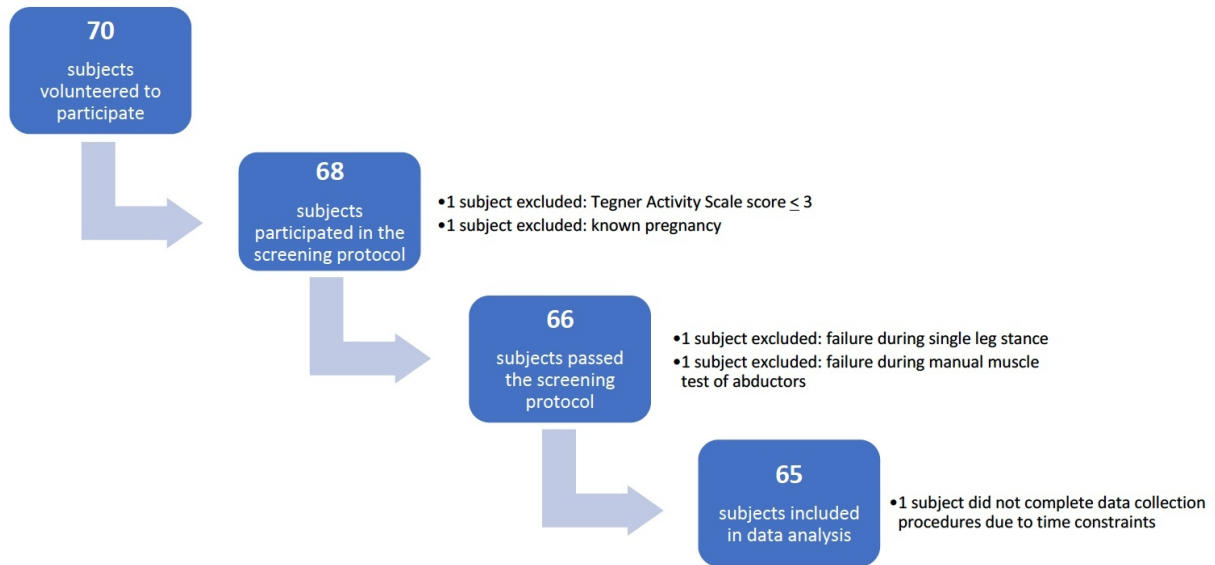 70
subjects
volunteered to
participate
68
subjects
participated in the
screening protocol
•1 subject excluded: Tegner Activity Scale score ≤ 3
•1 subject excluded: known pregnancy
66
subjects passed
the screening
protocol
•1 subject excluded: failure during single leg stance
•1 subject excluded: failure during manual muscle
test of abductors
65
subjects included
in data analysis
•1 subject did not complete data collection
procedures due to time constraints